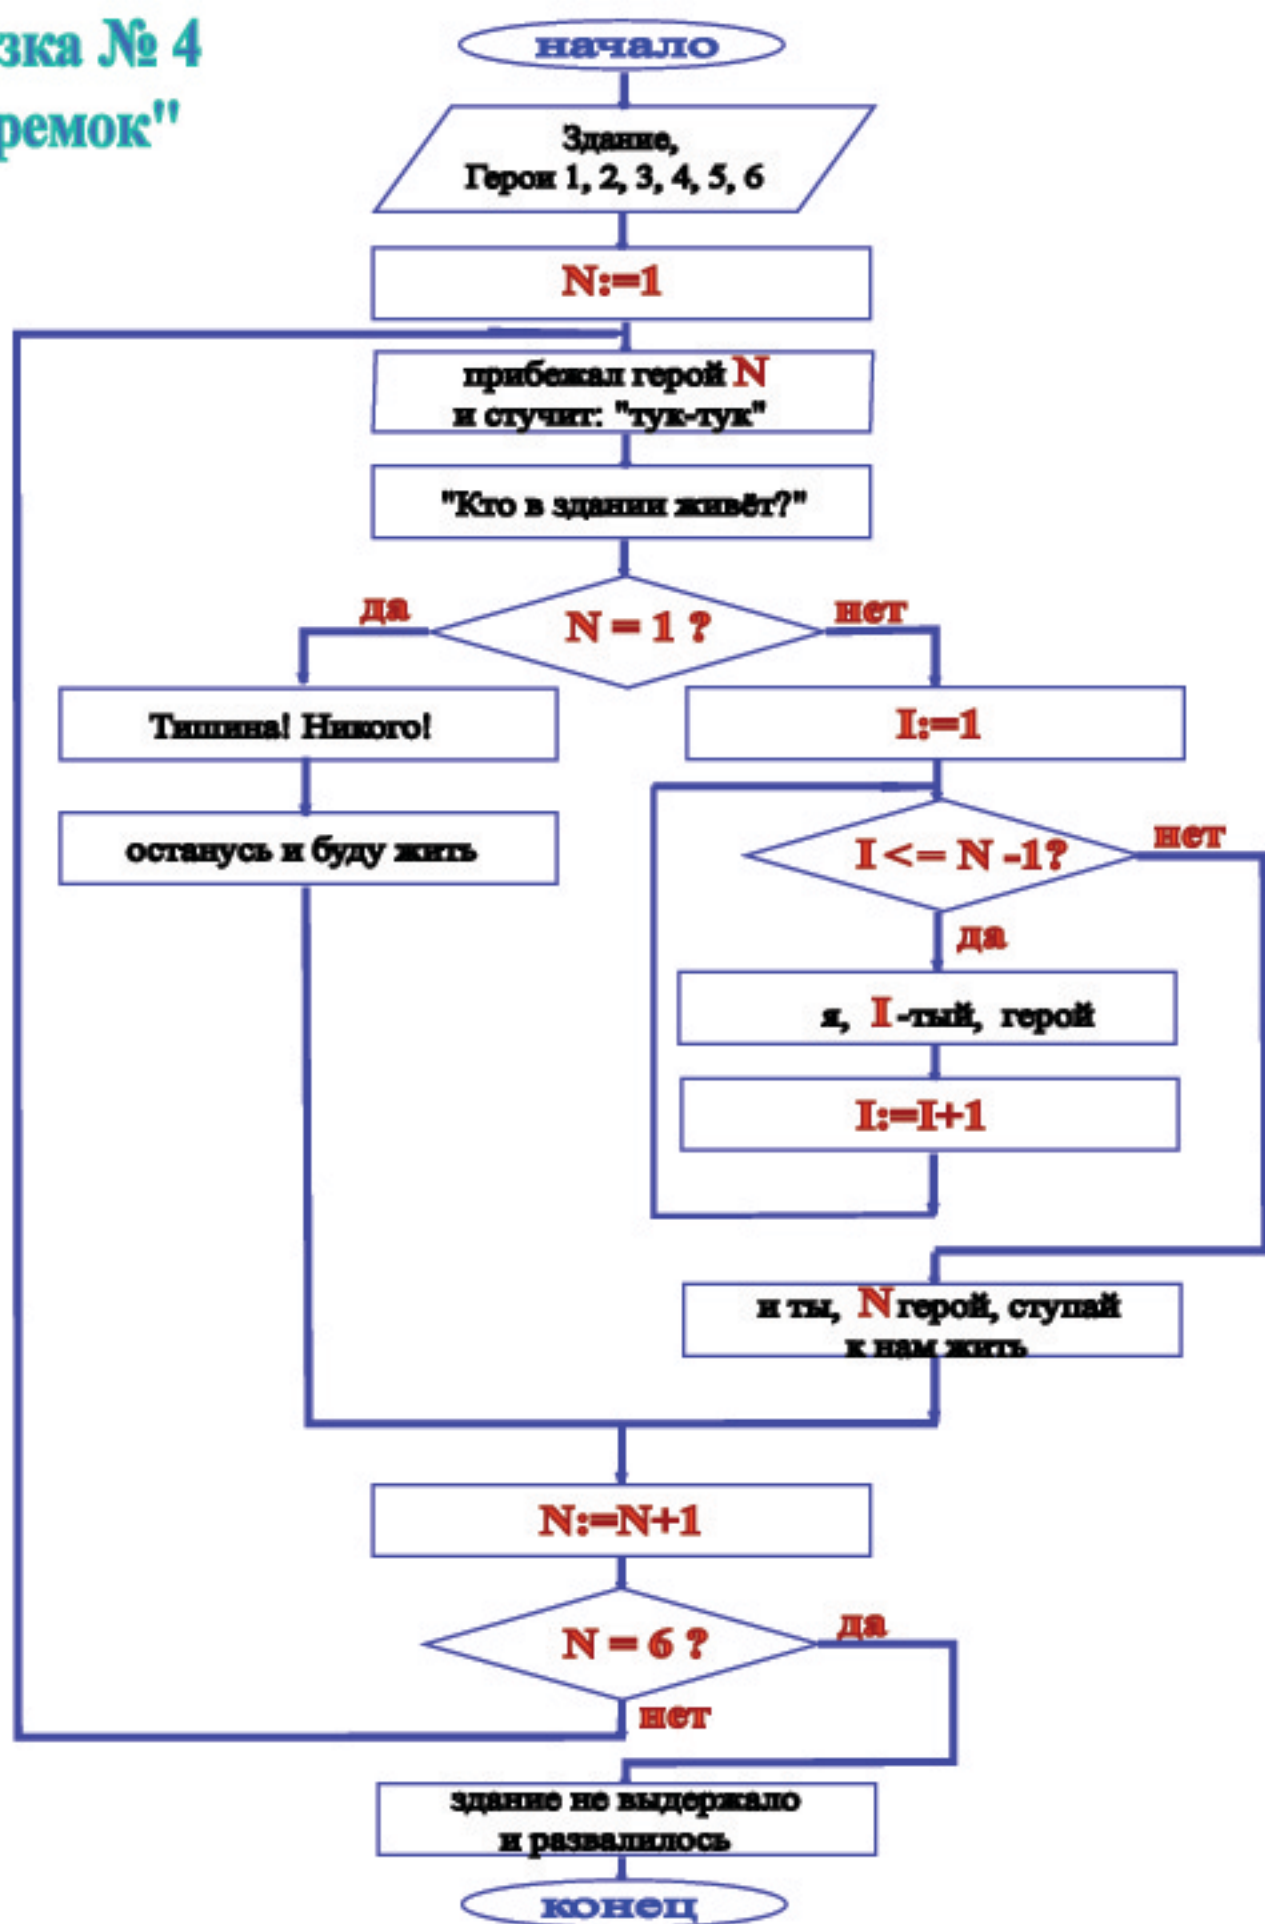 зка № 4
ремок"
начало
Здание,
Герои 1, 2, 3, 4, 5, 6
N:=1
прибежал герой N
и стучит: "тук-тук"
"Кто в здании живёт?"
да
N = 1 ?
нет
Тишина! Никого!
I:=1
останусь и буду жить
I <= N -1?
нет
да
я, I -тый, герой
I:=I+1
и ты, N герой, ступай
к нам жить
N:=N+1
N = 6 ?
да
нет
здание не выдержало
и развалилось
конец